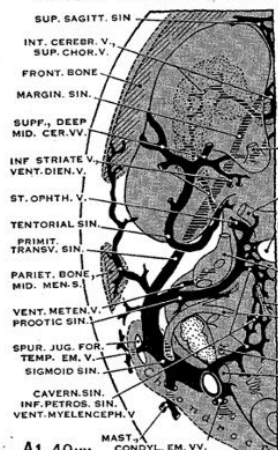 SUP. SAGITT. SIN
INT. CEREBR. V.,
SUP. CHOR. V.
FRONT. BONE
MARGIN. SIN.
SUPF., DEEP
MID. CER. VV.
INF STRIATE V.,
VENT. DIEN. V.
ST. OPHTH. V.
TENTORIAL SIN.
PRIMIT.
TRANSV. SIN.
PARIET. BONE,
MID. MEN. S.
VENT. METEN. V.
PROOTIC SIN.
SPUR. JUG. FOR.
TEMP. EM. V.
SIGMOID SIN.
CAVERN. SIN.
INF. PETROS. SIN.
VENT. MYELENCEPH. V
MAST.,
CONDYL. EM. VV.
A1 40